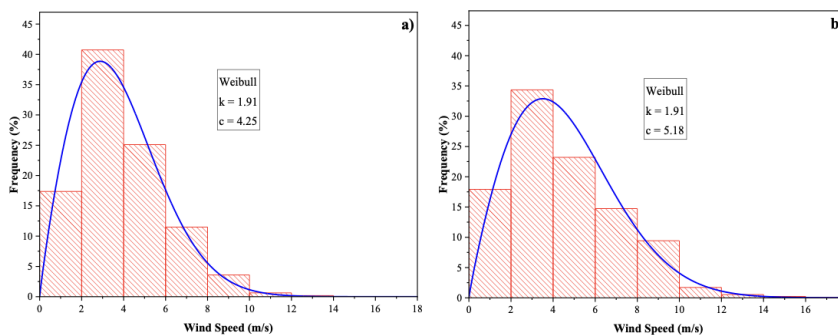 a)
45
40
35
30
25
20
15
10
5
0
Frequency (%)
Weibull
k = 1.91
c = 4.25
0 2 4 6 8 10 12 14 16 18
Wind Speed (m/s)
b
45
40
35
30
25
20
15
10
5
0
Frequency (%)
Weibull
k = 1.91
c = 5.18
0 2 4 6 8 10 12 14 16
Wind Speed (m/s)